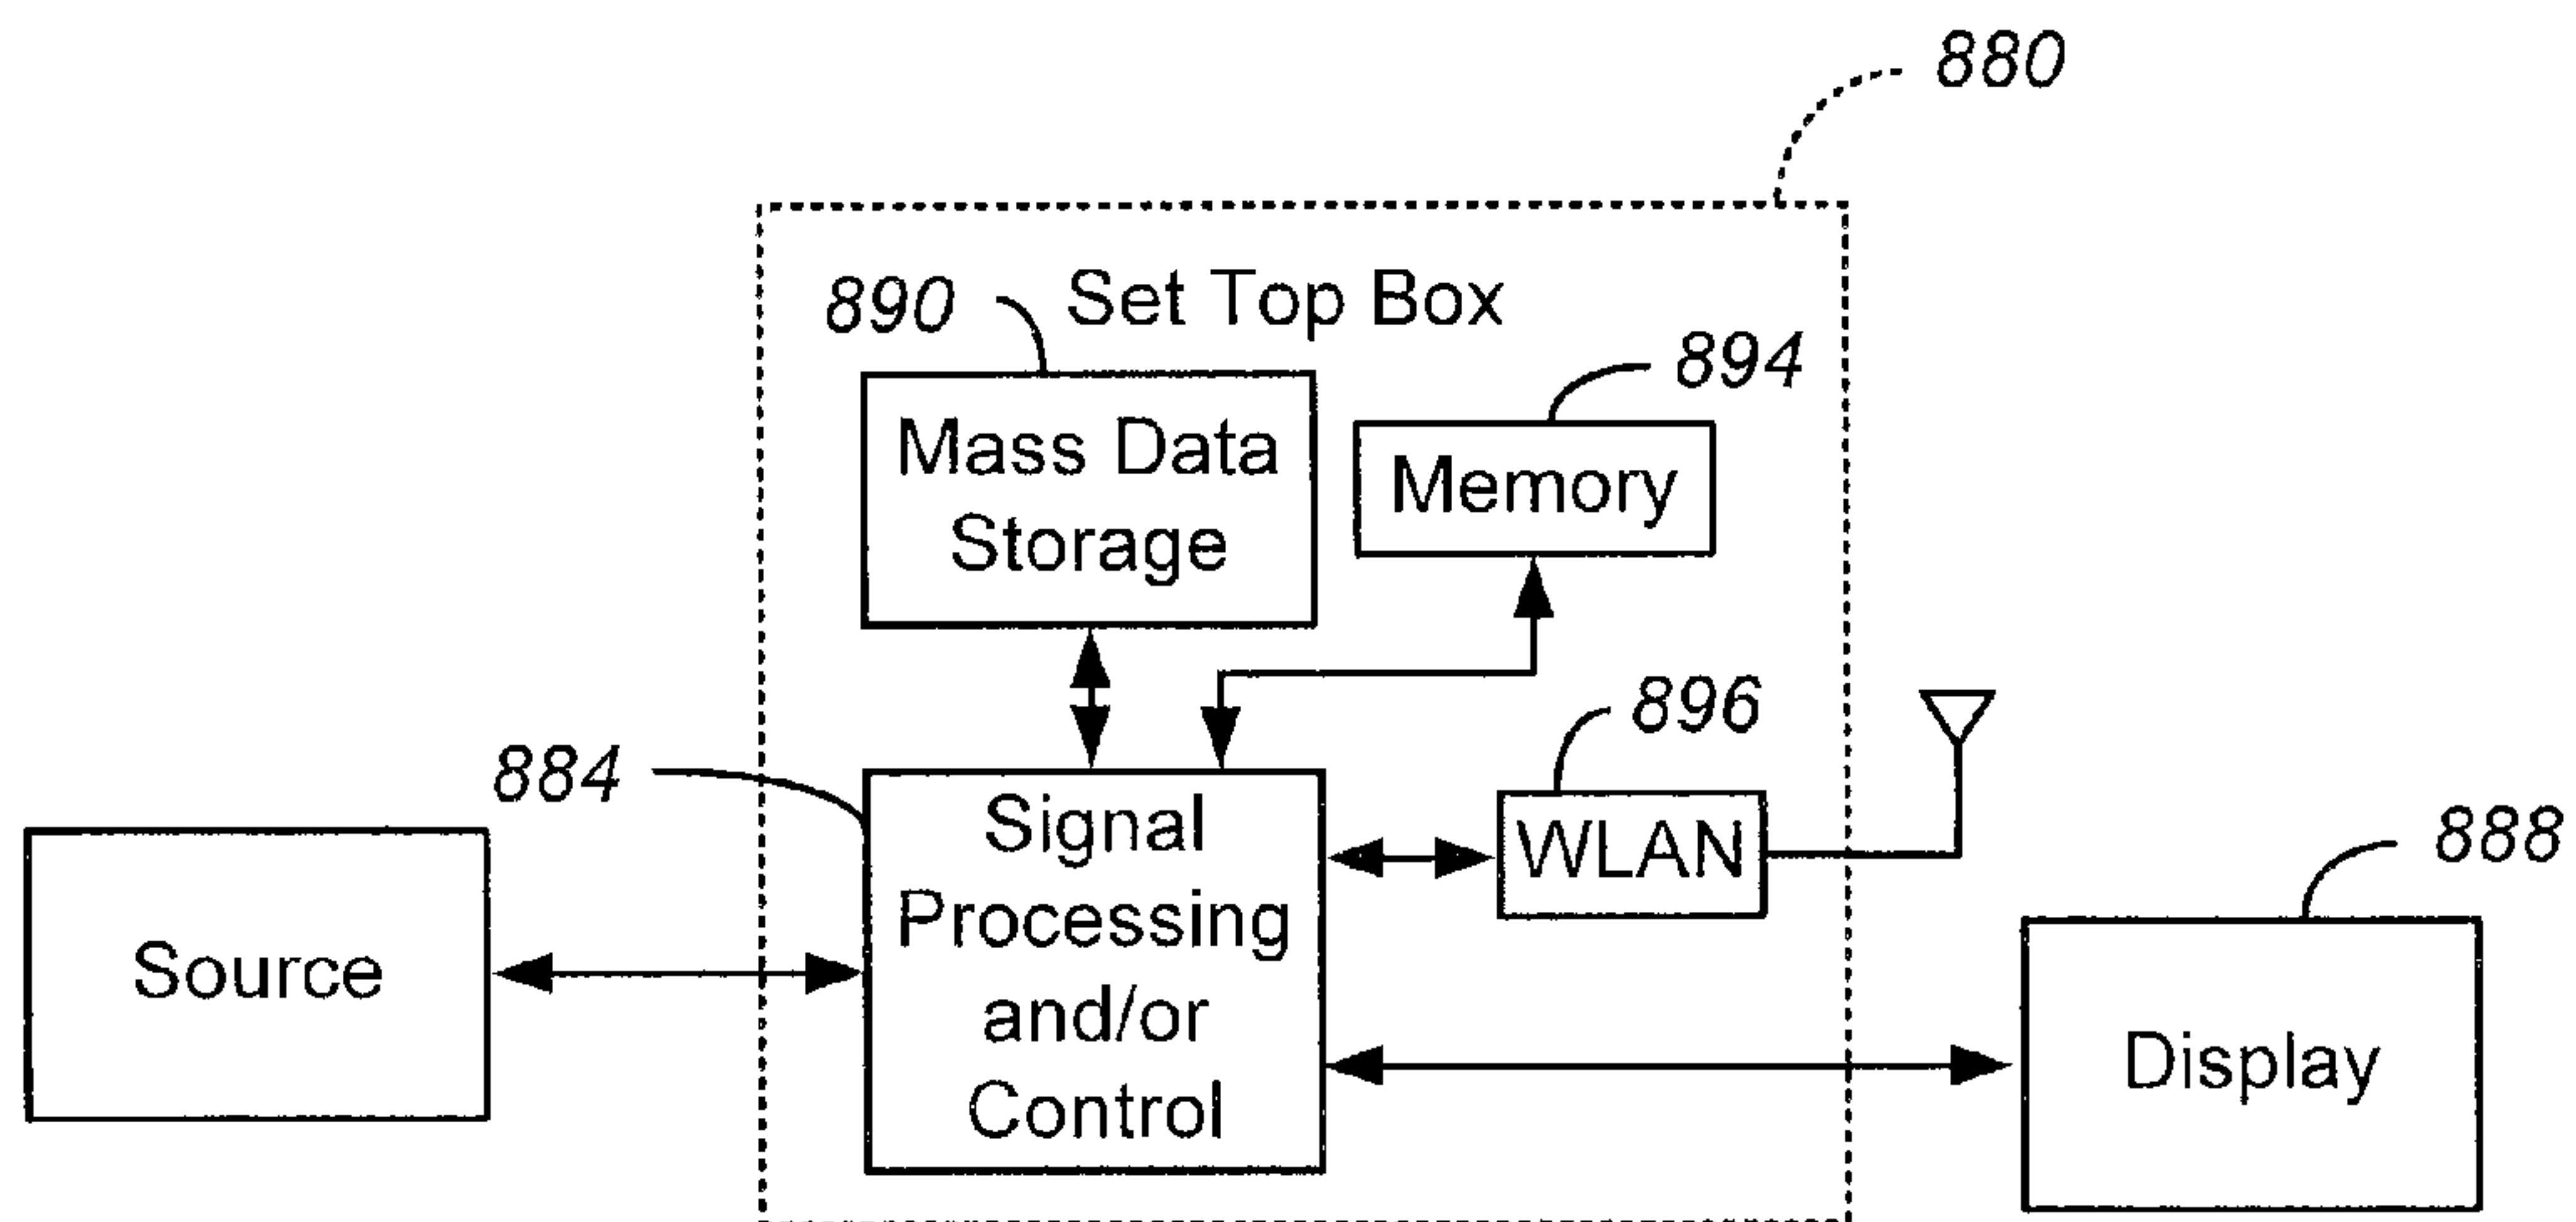 880
890
Set Top Box
894
Mass Data
Storage
Memory
884
896
Signal
Processing
and/or
Control
WLAN
888
Source
Display